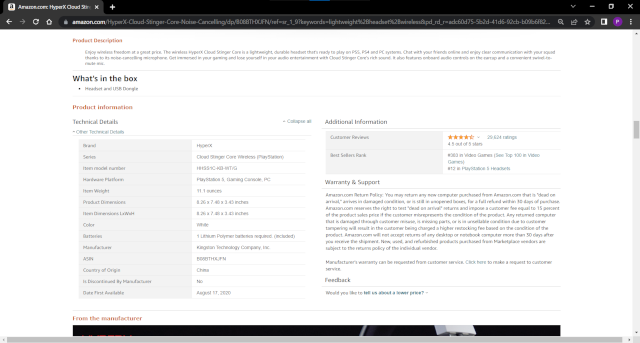 Amazon.com: HyperX Cloud Sting
amazon.com/HyperX-Cloud-Stinger-Core-Noise-Cancelling/dp/B08BTHXJFN/
Product Description
Enjoy wireless freedom at a great price. The wireless HyperX Cloud Stinger Core is a lightweight, durable headset that's ready to play on PS5, PS4 and PC systems. Chat with your friends online and enjoy clear communication with your squad
thanks to its noise-cancelling microphone. Get immersed in your gaming and lose yourself in your audio entertainment with Cloud Stinger Core's rich sound. It also features onboard audio controls on the earcup and a convenient swivel-to-
mute mic.
What's in the box
Headset and USB Dongle
Product information
Technical Details
Collapse all
Other Technical Details
Brand HyperX
Series Cloud Stinger Core Wireless (PlayStation)
Item model number
Hardware Platform PlayStation 5, Gaming Console, PC
Item Weight 11.1 ounces
Product Dimensions 8.26 x 7.48 x 3.43 inches
Item Dimensions LxWxH 8.26 x 7.48 x 3.43 inches
Color White
Batteries 1 Lithium Polymer batteries required. (included)
Manufacturer Kingston Technology Company, Inc.
ASIN
Country of Origin China
Is Discontinued By Manufacturer No
Date First Available August 17, 2020
Additional Information
Customer Reviews ratings
4.5 out of 5 stars
Best Sellers Rank in Video Games (See Top 100 in Video
Games)
in PlayStation 5 Headsets
Warranty & Support
Amazon.com Return Policy: You may return any new computer purchased from Amazon.com that is "dead on
arrival," arrives in damaged condition, or is still in unopened boxes, for a full refund within 30 days of purchase.
Amazon.com reserves the right to test "dead on arrival" returns and impose a customer fee equal to 15 percent
of the product sales price if the customer misrepresents the condition of the product. Any returned computer
that is damaged through customer misuse, is missing parts, or is in unsellable condition due to customer
tampering will result in the customer being charged a higher restocking fee based on the condition of the
product. Amazon.com will not accept returns of any desktop or notebook computer more than 30 days after
you receive the shipment. New, used, and refurbished products purchased from Marketplace vendors are
subject to the returns policy of the individual vendor.
Manufacturer's warranty can be requested from customer service. Click here to make a request to customer
service.
Feedback
Would you like to tell us about a lower price?
From the manufacturer